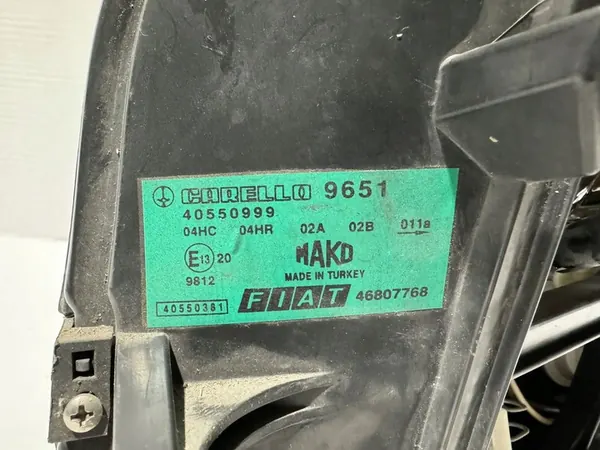 CARELLO 9651
40550999
04HC 04HR 02A 02B 011a
E13 20 MAKO
MADE IN TURKEY
9812
40550381 FIAT 46807768